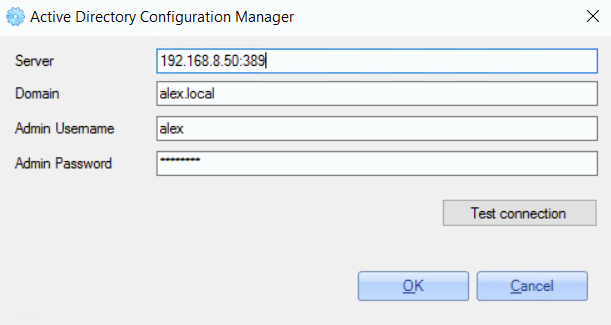 Active Directory Configuration Manager
Server 192.168.8.50:389
Domain alex.local
Admin Username alex
Admin Password ********
Test connection
OK Cancel